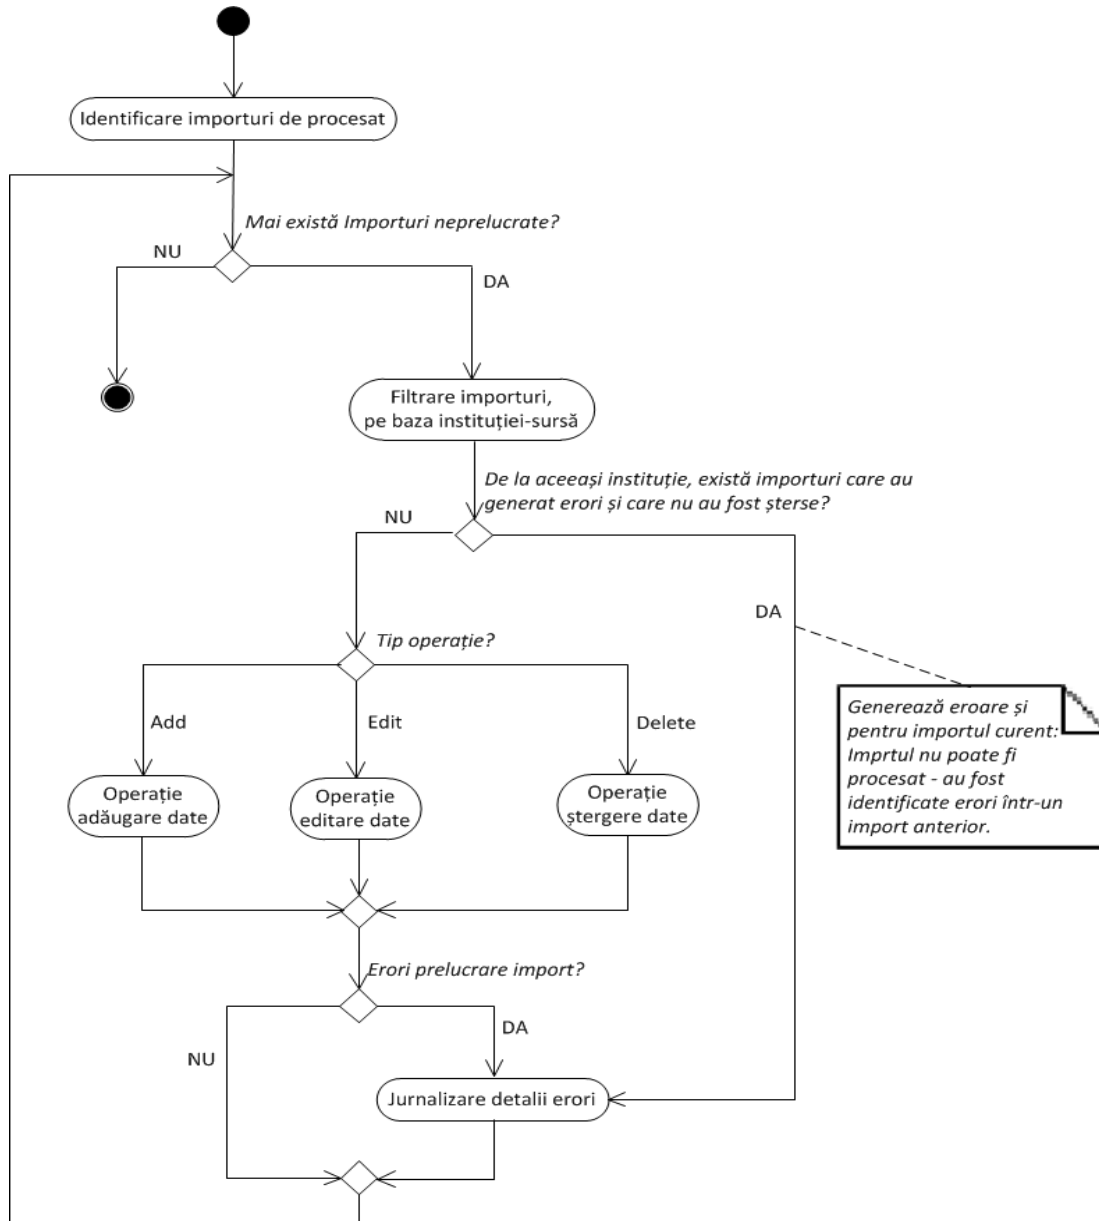 Identificare importuri de procesat
Mai există Importuri neprelucrate?
NU
DA
Filtrare importuri,
pe baza instituției-sursă
De la aceeași instituție, există importuri care au
generat erori și care nu au fost șterse?
NU
DA
Tip operație?
Add
Edit
Delete
Generează eroare și
pentru importul curent:
Imprtul nu poate fi
procesat - au fost
identificate erori într-un
import anterior.
Operație
adăugare date
Operație
editare date
Operație
ștergere date
Erori prelucrare import?
DA
NU
Jurnalizare detalii erori